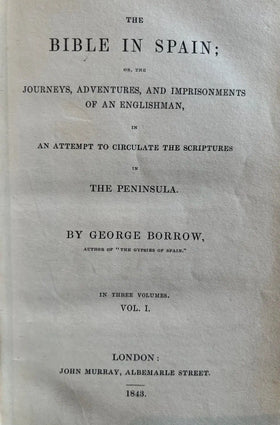 THE
BIBLE IN SPAIN;
OR, THE
JOURNEYS, ADVENTURES, AND IMPRISONMENTS
OF AN ENGLISHMAN,
IN
AN ATTEMPT TO CIRCULATE THE SCRIPTURES
IN
THE PENINSULA.
BY GEORGE BORROW,
AUTHOR OF "THE GYPSIES OF SPAIN."
IN THREE VOLUMES.
VOL. I.
LONDON:
JOHN MURRAY, ALBEMARLE STREET.
1843.